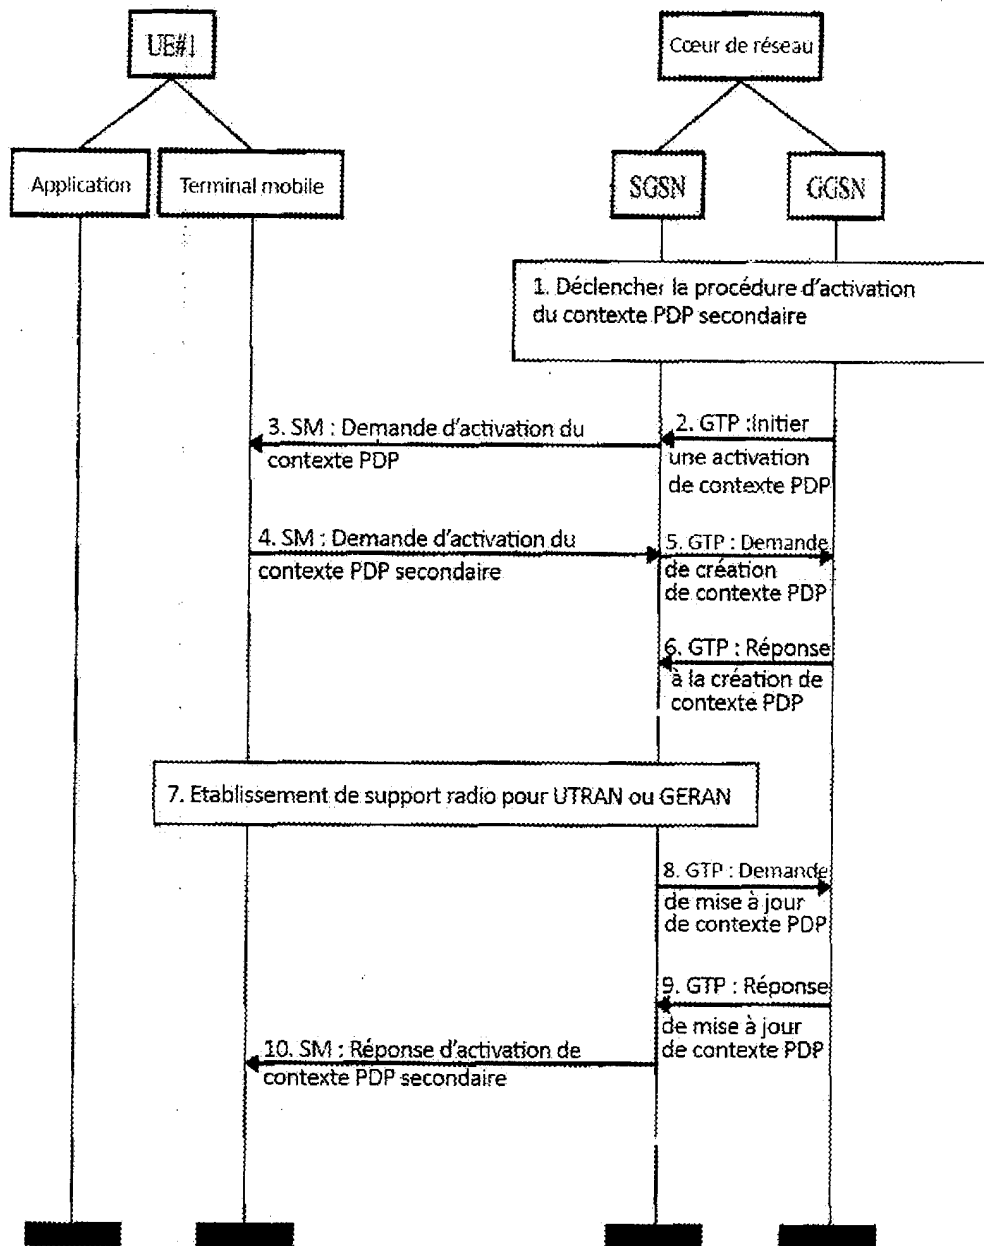 UE#1
Cœur de réseau
Application
Terminal mobile
SGSN
GGSN
1. Déclencher la procédure d'activation
du contexte PDP secondaire
3. SM : Demande d'activation du
contexte PDP
2. GTP :Initier
une activation
de contexte PDP
4. SM : Demande d'activation du
contexte PDP secondaire
5. GTP : Demande
de création
de contexte PDP
6. GTP : Réponse
à la création de
contexte PDP
7. Etablissement de support radio pour UTRAN ou GERAN
8. GTP : Demande
de mise à jour
de contexte PDP
9. GTP : Réponse
de mise à jour
de contexte PDP
10. SM : Réponse d'activation de
contexte PDP secondaire